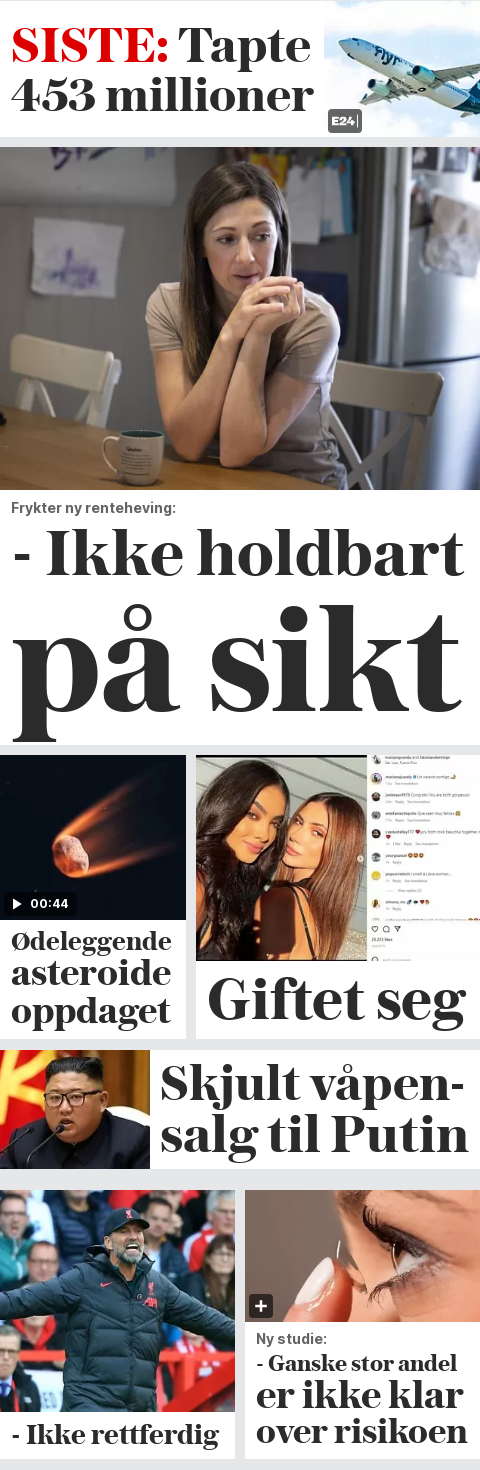 SISTE: Tapte
453 millioner
flyr
E24
Frykter ny renteheving:
- Ikke holdbart
på sikt
00:44
Ødeleggende
asteroide
oppdaget
Giftet seg
Skjult våpen-
salg til Putin
- Ikke rettferdig
Ny studie:
- Ganske stor andel
er ikke klar
over risikoen